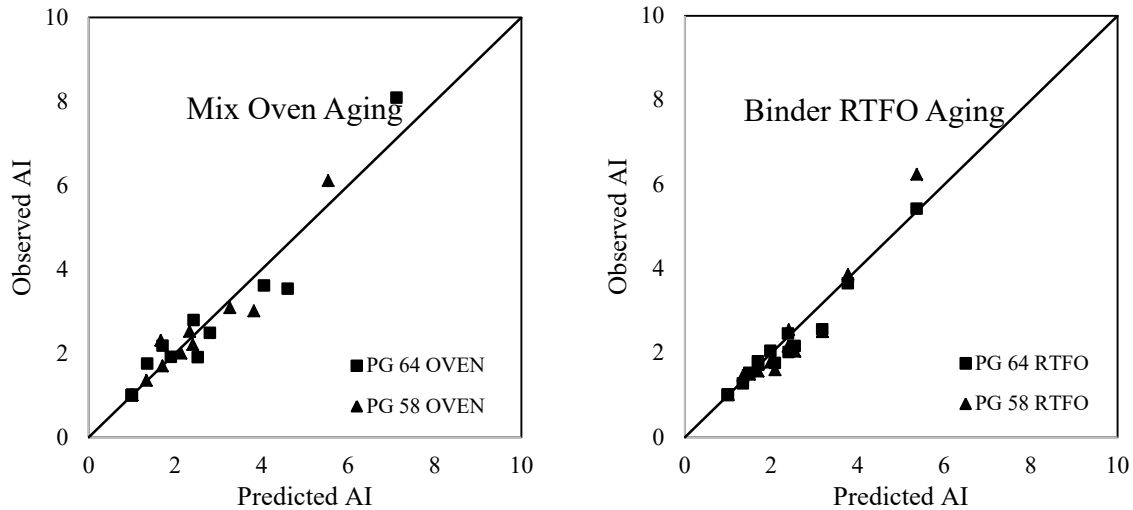 10
8
6
4
2
0
Observed AI
Mix Oven Aging
PG 64 OVEN
PG 58 OVEN
0 2 4 6 8 10
Predicted AI
10
8
6
4
2
0
Observed AI
Binder RTFO Aging
PG 64 RTFO
PG 58 RTFO
0 2 4 6 8 10
Predicted AI